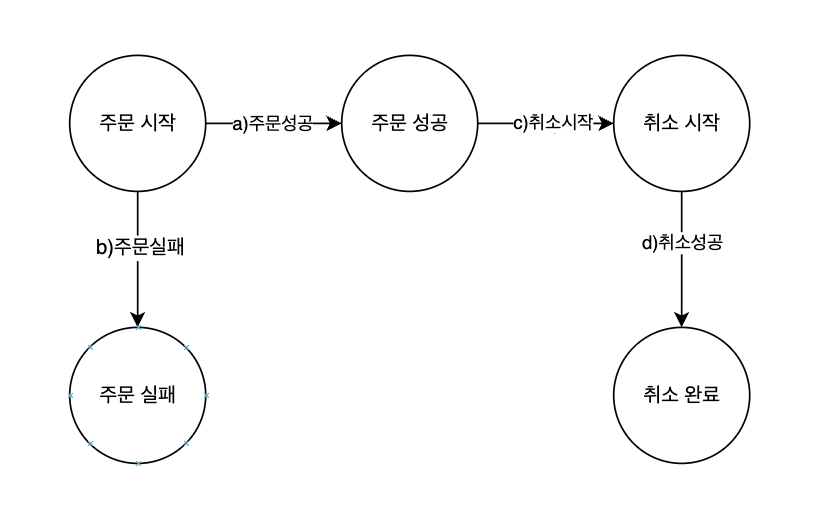 주문 시작
a)주문성공
주문 성공
c)취소시작
취소 시작
b)주문실패
d)취소성공
주문 실패
취소 완료